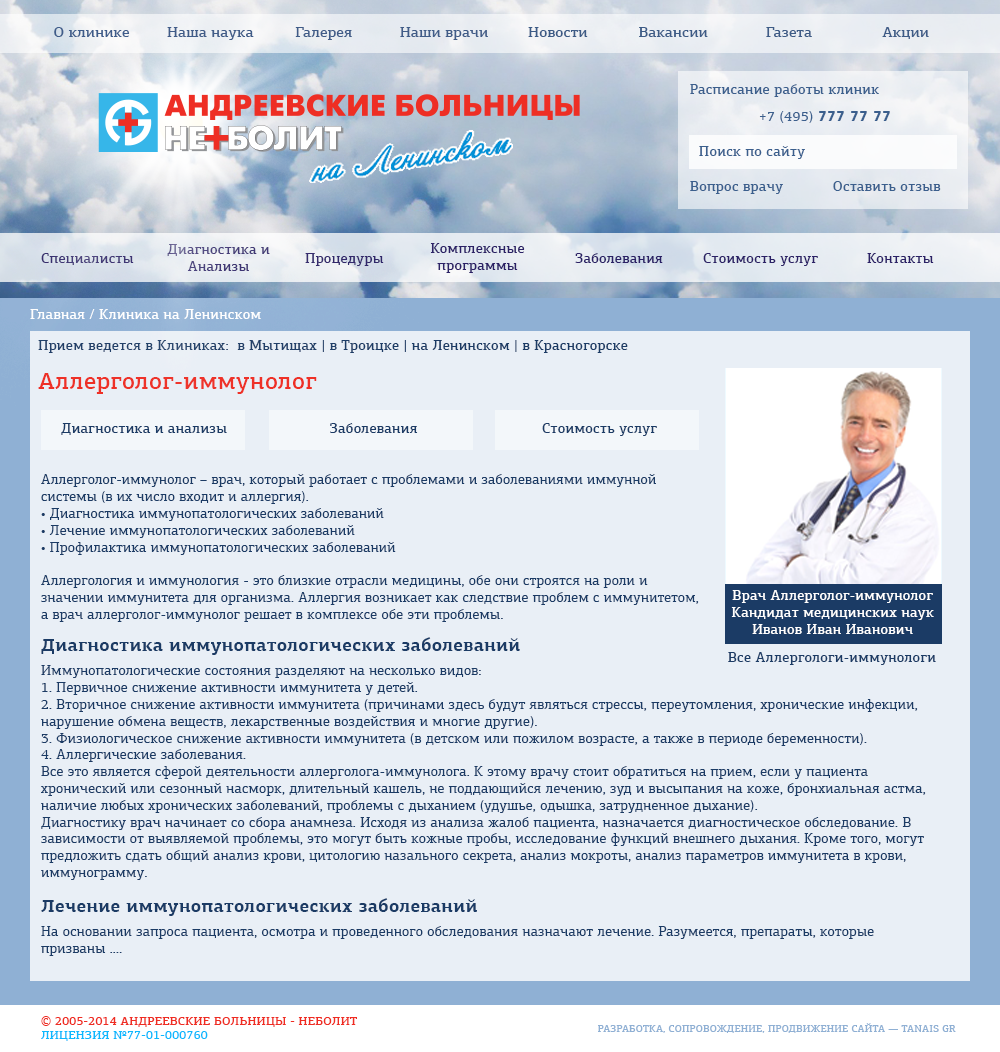 О клинике Наша наука Галерея Наши врачи Новости Вакансии Газета Акции
Расписание работы клиник
+7 (495) 777 77 77
Поиск по сайту
Вопрос врачу Оставить отзыв
АНДРЕЕВСКИЕ БОЛЬНИЦЫ
НЕ+БОЛИТ
на Ленинском
Специалисты
Диагностика и
Анализы
Процедуры
Комплексные
программы
Заболевания
Стоимость услуг
Контакты
Главная / Клиника на Ленинском
Прием ведется в Клиниках: в Мытищах | в Троицке | на Ленинском | в Красногорске
Аллерголог-иммунолог
Диагностика и анализы Заболевания Стоимость услуг
Аллерголог-иммунолог – врач, который работает с проблемами и заболеваниями иммунной
системы (в их число входит и аллергия).
• Диагностика иммунопатологических заболеваний
• Лечение иммунопатологических заболеваний
• Профилактика иммунопатологических заболеваний
Аллергология и иммунология - это близкие отрасли медицины, обе они строятся на роли и
значении иммунитета для организма. Аллергия возникает как следствие проблем с иммунитетом,
а врач аллерголог-иммунолог решает в комплексе обе эти проблемы.
Врач Аллерголог-иммунолог
Кандидат медицинских наук
Иванов Иван Иванович
Все Аллергологи-иммунологи
Диагностика иммунопатологических заболеваний
Иммунопатологические состояния разделяют на несколько видов:
1. Первичное снижение активности иммунитета у детей.
2. Вторичное снижение активности иммунитета (причинами здесь будут являться стрессы, переутомления, хронические инфекции,
нарушение обмена веществ, лекарственные воздействия и многие другие).
3. Физиологическое снижение активности иммунитета (в детском или пожилом возрасте, а также в периоде беременности).
4. Аллергические заболевания.
Все это является сферой деятельности аллерголога-иммунолога. К этому врачу стоит обратиться на прием, если у пациента
хронический или сезонный насморк, длительный кашель, не поддающийся лечению, зуд и высыпания на коже, бронхиальная астма,
наличие любых хронических заболеваний, проблемы с дыханием (удушье, одышка, затрудненное дыхание).
Диагностику врач начинает со сбора анамнеза. Исходя из анализа жалоб пациента, назначается диагностическое обследование. В
зависимости от выявляемой проблемы, это могут быть кожные пробы, исследование функций внешнего дыхания. Кроме того, могут
предложить сдать общий анализ крови, цитологию назального секрета, анализ мокроты, анализ параметров иммунитета в крови,
иммунограмму.
Лечение иммунопатологических заболеваний
На основании запроса пациента, осмотра и проведенного обследования назначают лечение. Разумеется, препараты, которые
призваны ....
© 2005-2014 АНДРЕЕВСКИЕ БОЛЬНИЦЫ - НЕБОЛИТ
ЛИЦЕНЗИЯ №77-01-000760
РАЗРАБОТКА, СОПРОВОЖДЕНИЕ, ПРОДВИЖЕНИЕ САЙТА — TANAIS GR